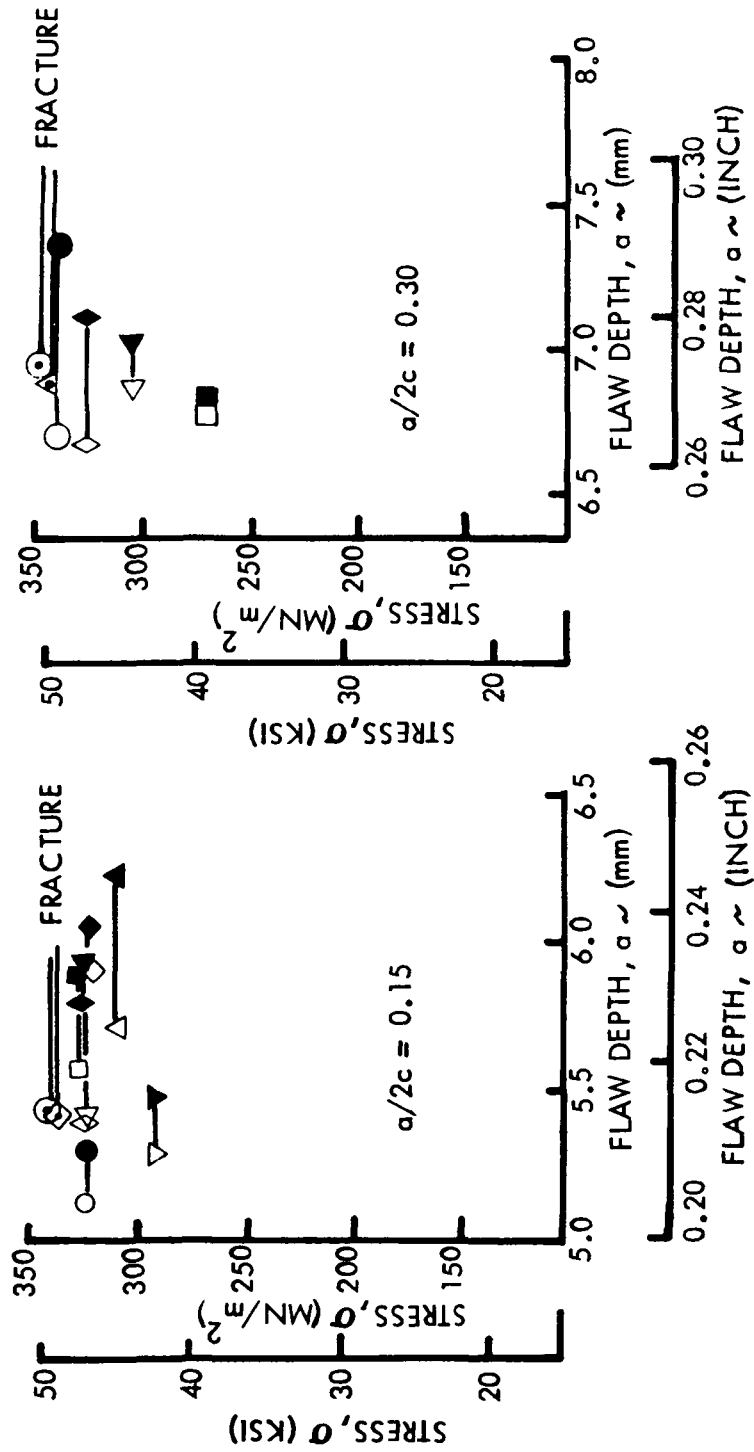 50
40
30
20
STRESS, σ (KSI)
350
300
250
200
150
STRESS, σ (MN/m²)
FRACTURE
a/2c = 0.15
5.0
5.5
6.0
6.5
FLAW DEPTH, a ~ (mm)
0.20
0.22
0.24
0.26
FLAW DEPTH, a ~ (INCH)
50
40
30
20
STRESS, σ (KSI)
350
300
250
200
150
STRESS, σ (MN/m²)
FRACTURE
a/2c = 0.30
6.5
7.0
7.5
8.0
FLAW DEPTH, a ~ (mm)
0.26
0.28
0.30
FLAW DEPTH, a ~ (INCH)